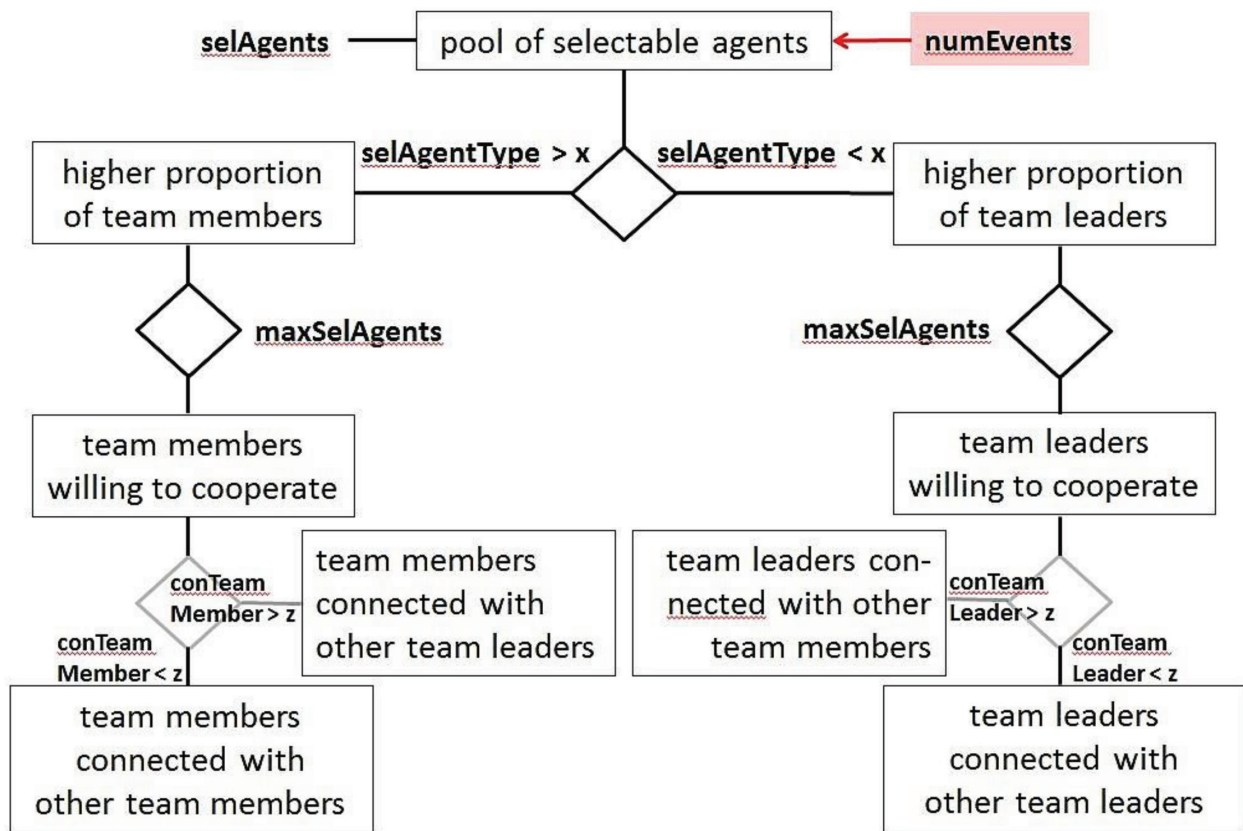 selAgents
pool of selectable agents
numEvents
selAgentType > x
selAgentType < x
higher proportion
of team members
higher proportion
of team leaders
maxSelAgents
maxSelAgents
team members
willing to cooperate
team leaders
willing to cooperate
conTeam
Member > z
team members
connected with
other team leaders
team leaders con-
nected with other
team members
conTeam
Leader > z
conTeam
Member < z
conTeam
Leader < z
team members
connected with
other team members
team leaders
connected with
other team leaders